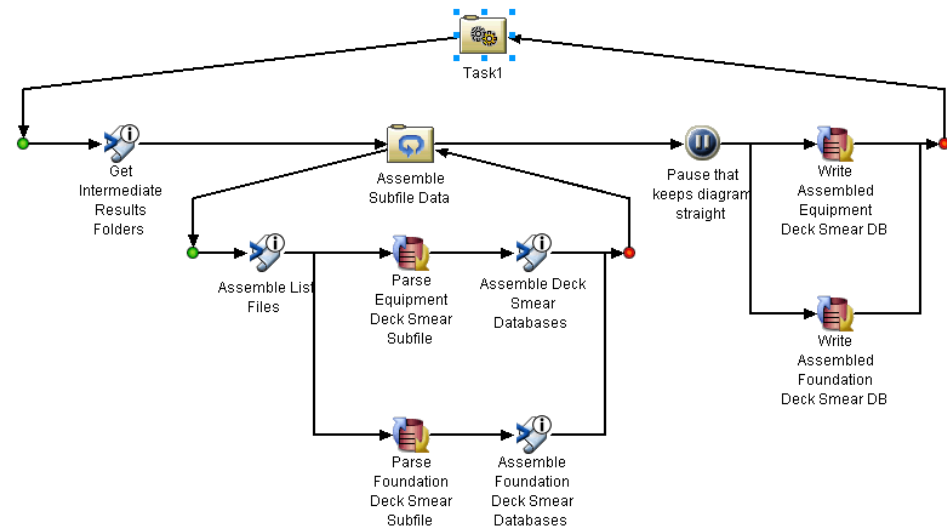 Task1
Get
Intermediate
Results
Folders
Assemble
Subfile Data
Pause that
keeps diagram
straight
Write
Assembled
Equipment
Deck Smear DB
Assemble List
Files
Parse
Equipment
Deck Smear
Subfile
Assemble Deck
Smear
Databases
Write
Assembled
Foundation
Deck Smear DB
Parse
Foundation
Deck Smear
Subfile
Assemble
Foundation
Deck Smear
Databases